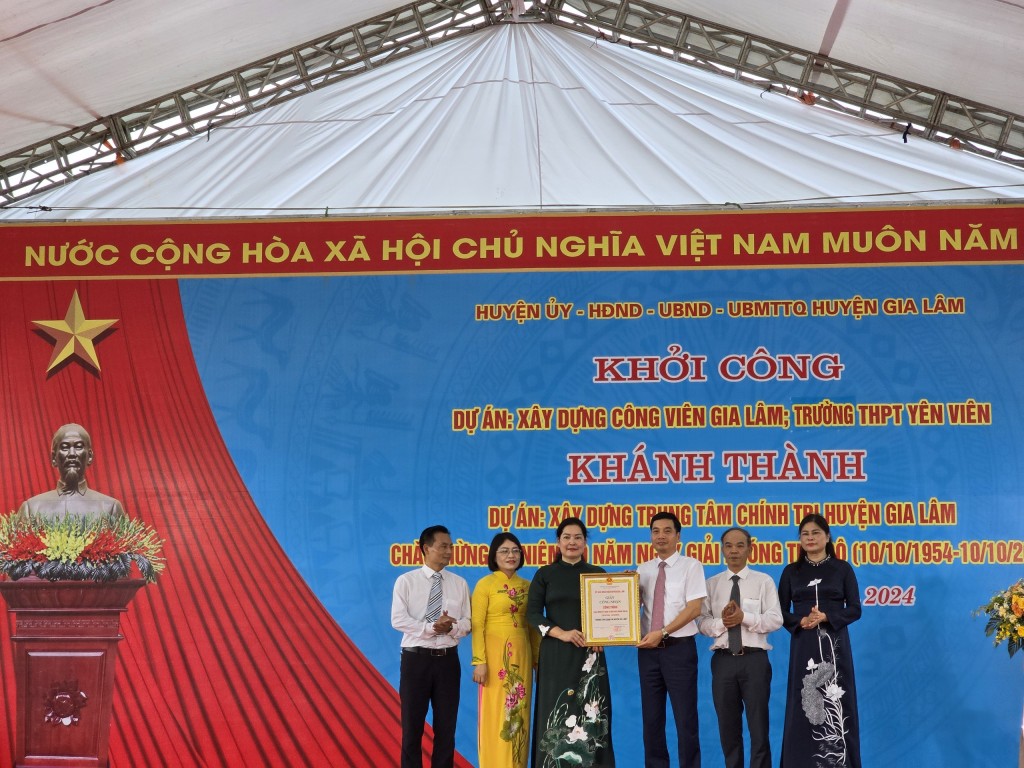 NƯỚC CỘNG HÒA XÃ HỘI CHỦ NGHĨA VIỆT NAM MUÔN NĂM
HUYỆN ỦY - HĐND - UBND - UBMTTQ HUYỆN GIA LÂM
KHỞI CÔNG
DỰ ÁN: XÂY DỰNG CÔNG VIÊN GIA LÂM; TRƯỜNG THPT YÊN VIÊN
KHÁNH THÀNH
DỰ ÁN: XÂY DỰNG TRUNG TÂM CHÍNH TRỊ HUYỆN GIA LÂM
NĂM (10/10/1954-10/10/2
2024